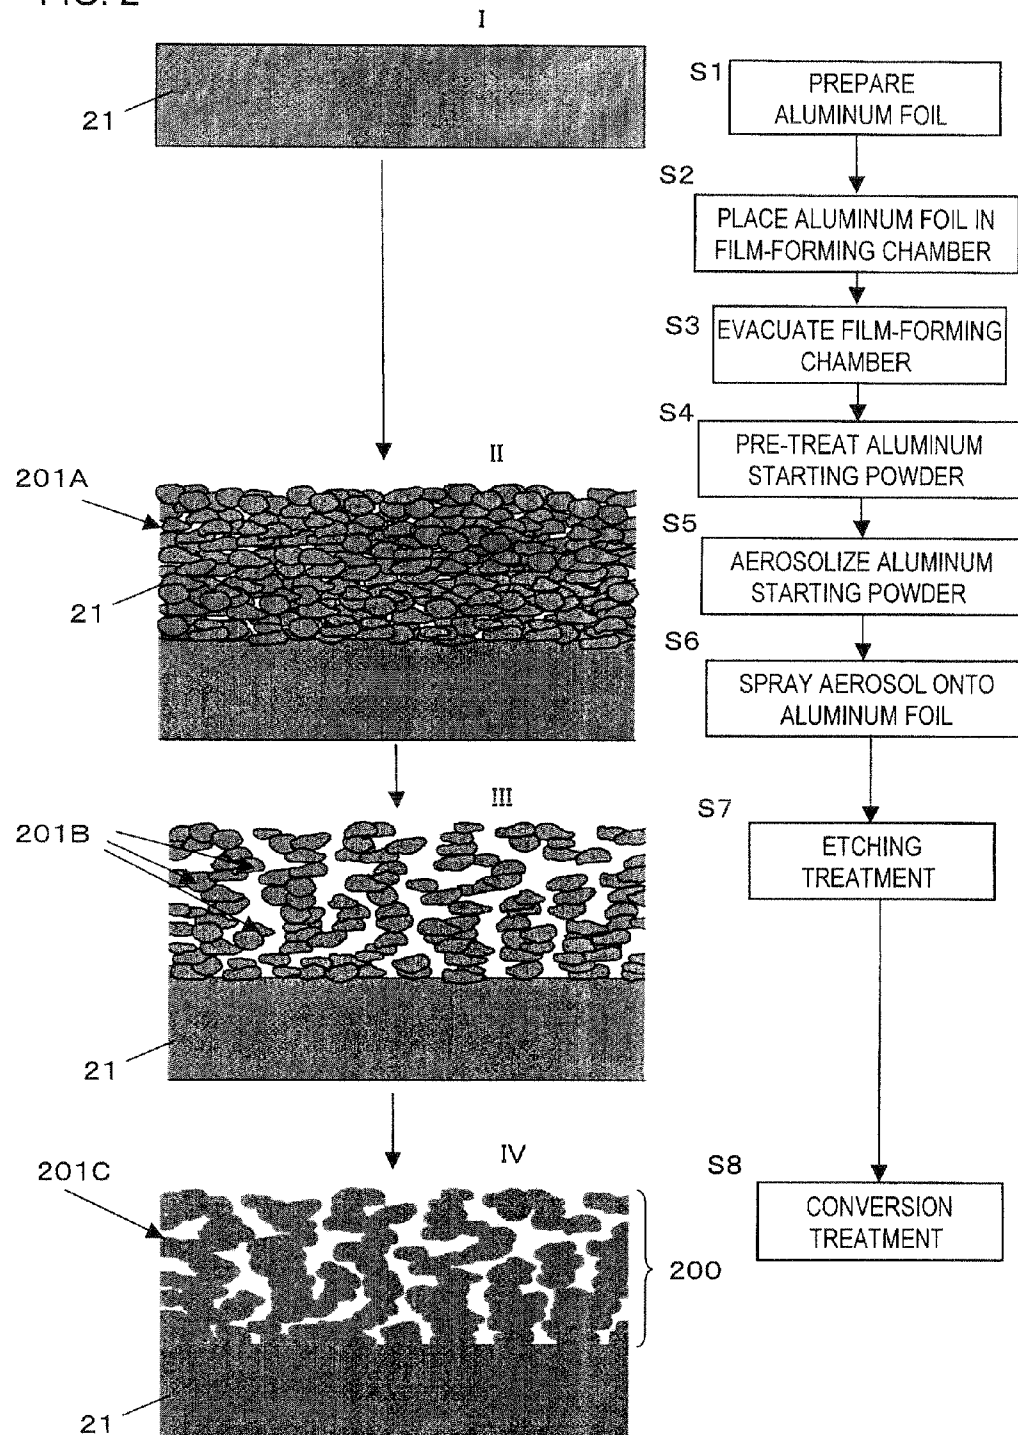 FIG. 2
I
21
S1
PREPARE
ALUMINUM FOIL
S2
PLACE ALUMINUM FOIL IN
FILM-FORMING CHAMBER
S3
EVACUATE FILM-FORMING
CHAMBER
S4
PRE-TREAT ALUMINUM
STARTING POWDER
II
201A
21
S5
AEROSOLIZE ALUMINUM
STARTING POWDER
S6
SPRAY AEROSOL ONTO
ALUMINUM FOIL
III
201B
21
S7
ETCHING
TREATMENT
IV
201C
200
21
S8
CONVERSION
TREATMENT